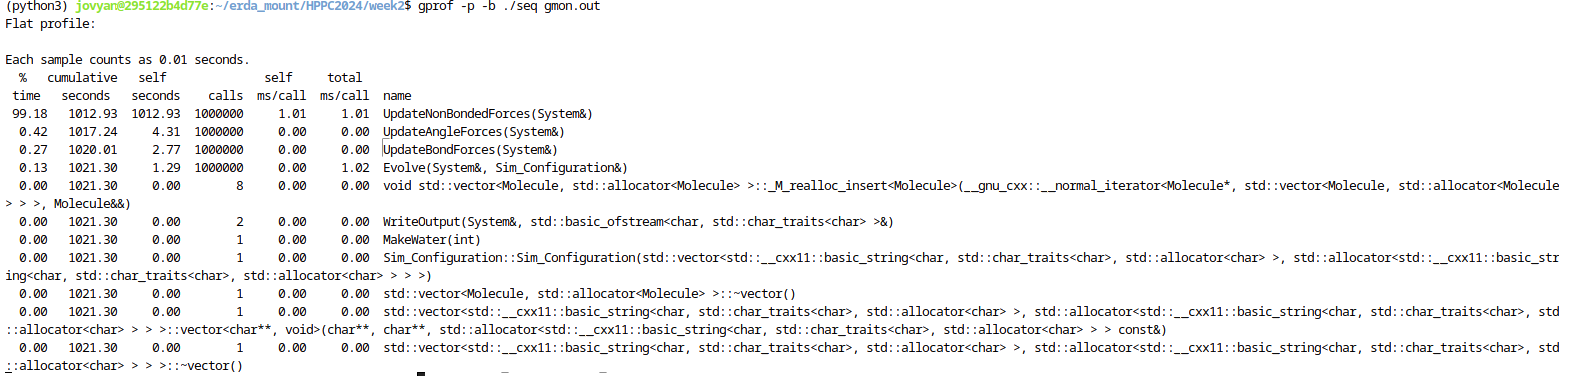 (python3) jovyan@295122b4d77e:~/erda_mount/HPPC2024/week2$ gprof -p -b ./seq gmon.out
Flat profile:

Each sample counts as 0.01 seconds.
  %   cumulative   self              self     total
 time   seconds   seconds    calls  ms/call  ms/call  name
 99.18   1012.93  1012.93  1000000     1.01     1.01  UpdateNonBondedForces(System&)
  0.42   1017.24     4.31  1000000     0.00     0.00  UpdateAngleForces(System&)
  0.27   1020.01     2.77  1000000     0.00     0.00  UpdateBondForces(System&)
  0.13   1021.30     1.29  1000000     0.00     1.02  Evolve(System&, Sim_Configuration&)
  0.00   1021.30     0.00        8     0.00     0.00  void std::vector<Molecule, std::allocator<Molecule> >::_M_realloc_insert<Molecule>(__gnu_cxx::__normal_iterator<Molecule*, std::vector<Molecule, std::allocator<Molecule
> > >, Molecule&&)
  0.00   1021.30     0.00        2     0.00     0.00  WriteOutput(System&, std::basic_ofstream<char, std::char_traits<char> >&)
  0.00   1021.30     0.00        1     0.00     0.00  MakeWater(int)
  0.00   1021.30     0.00        1     0.00     0.00  Sim_Configuration::Sim_Configuration(std::vector<std::__cxx11::basic_string<char, std::char_traits<char>, std::allocator<char> >, std::allocator<std::__cxx11::basic_str
ing<char, std::char_traits<char>, std::allocator<char> > > >)
  0.00   1021.30     0.00        1     0.00     0.00  std::vector<Molecule, std::allocator<Molecule> >::~vector()
  0.00   1021.30     0.00        1     0.00     0.00  std::vector<std::__cxx11::basic_string<char, std::char_traits<char>, std::allocator<char> >, std::allocator<std::__cxx11::basic_string<char, std::char_traits<char>, std
::allocator<char> > > >::vector<char**, void>(char**, char**, std::allocator<std::__cxx11::basic_string<char, std::char_traits<char>, std::allocator<char> > > const&)
  0.00   1021.30     0.00        1     0.00     0.00  std::vector<std::__cxx11::basic_string<char, std::char_traits<char>, std::allocator<char> >, std::allocator<std::__cxx11::basic_string<char, std::char_traits<char>, std
::allocator<char> > > >::~vector()